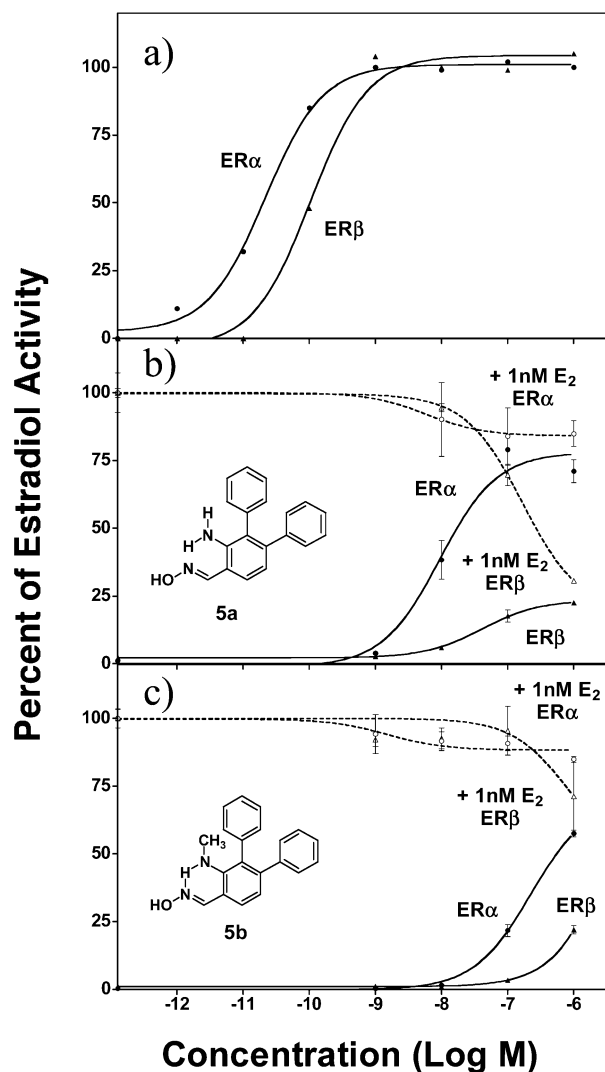 Percent of Estradiol Activity
a)
100
75
50
25
0
ERα
ERβ
b)
100
75
50
25
0
+ 1nM E2
ERα
ERα
+ 1nM E2
ERβ
ERβ
H
N
H
N
HO
5a
c)
100
75
50
25
0
+ 1nM E2
ERα
+ 1nM E2
ERβ
ERα
ERβ
CH3
N
H
N
HO
5b
-12 -11 -10 -9 -8 -7 -6
Concentration (Log M)